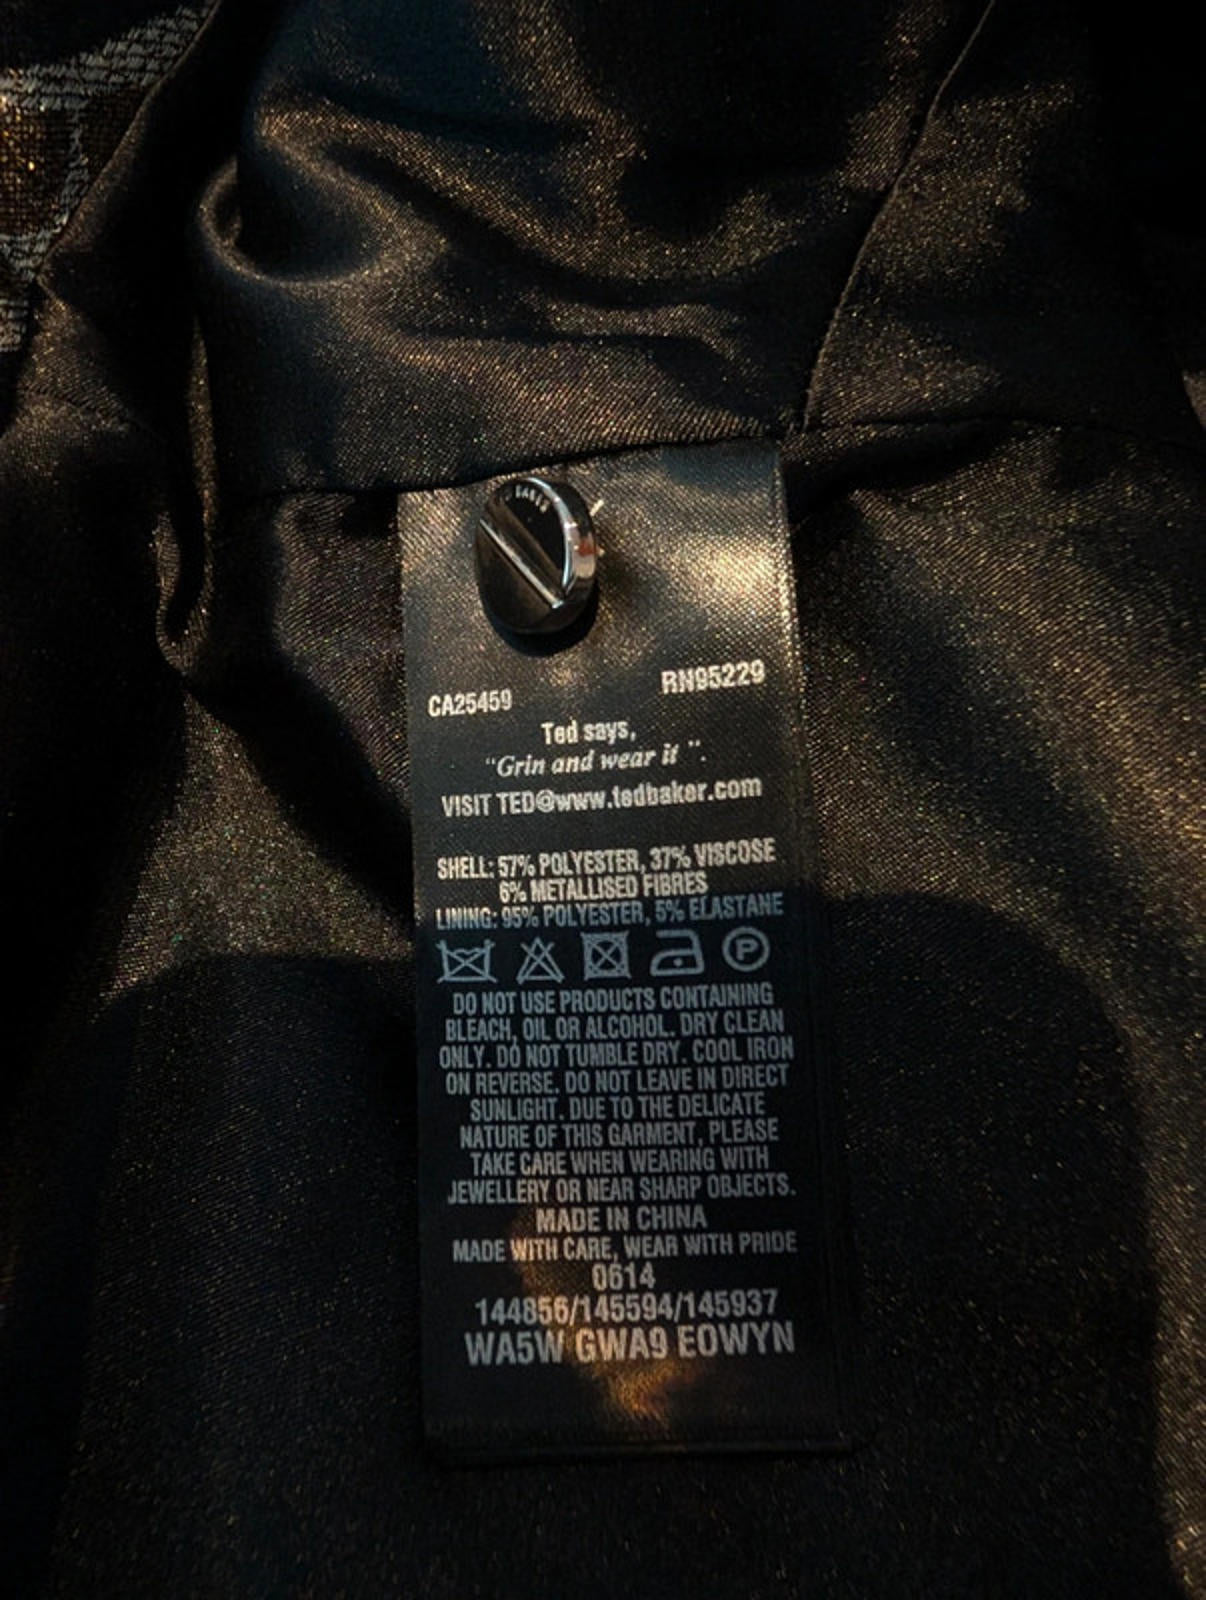 BAKER
CA25459 RN95229
Ted says,
“Grin and wear it ”.
VISIT TED@www.tedbaker.com
SHELL: 57% POLYESTER, 37% VISCOSE
6% METALLISED FIBRES
LINING: 95% POLYESTER, 5% ELASTANE
P
DO NOT USE PRODUCTS CONTAINING
BLEACH, OIL OR ALCOHOL. DRY CLEAN
ONLY. DO NOT TUMBLE DRY. COOL IRON
ON REVERSE. DO NOT LEAVE IN DIRECT
SUNLIGHT. DUE TO THE DELICATE
NATURE OF THIS GARMENT, PLEASE
TAKE CARE WHEN WEARING WITH
JEWELLERY OR NEAR SHARP OBJECTS.
MADE IN CHINA
MADE WITH CARE, WEAR WITH PRIDE
0614
144856/145594/145937
WA5W GWA9 EOWYN